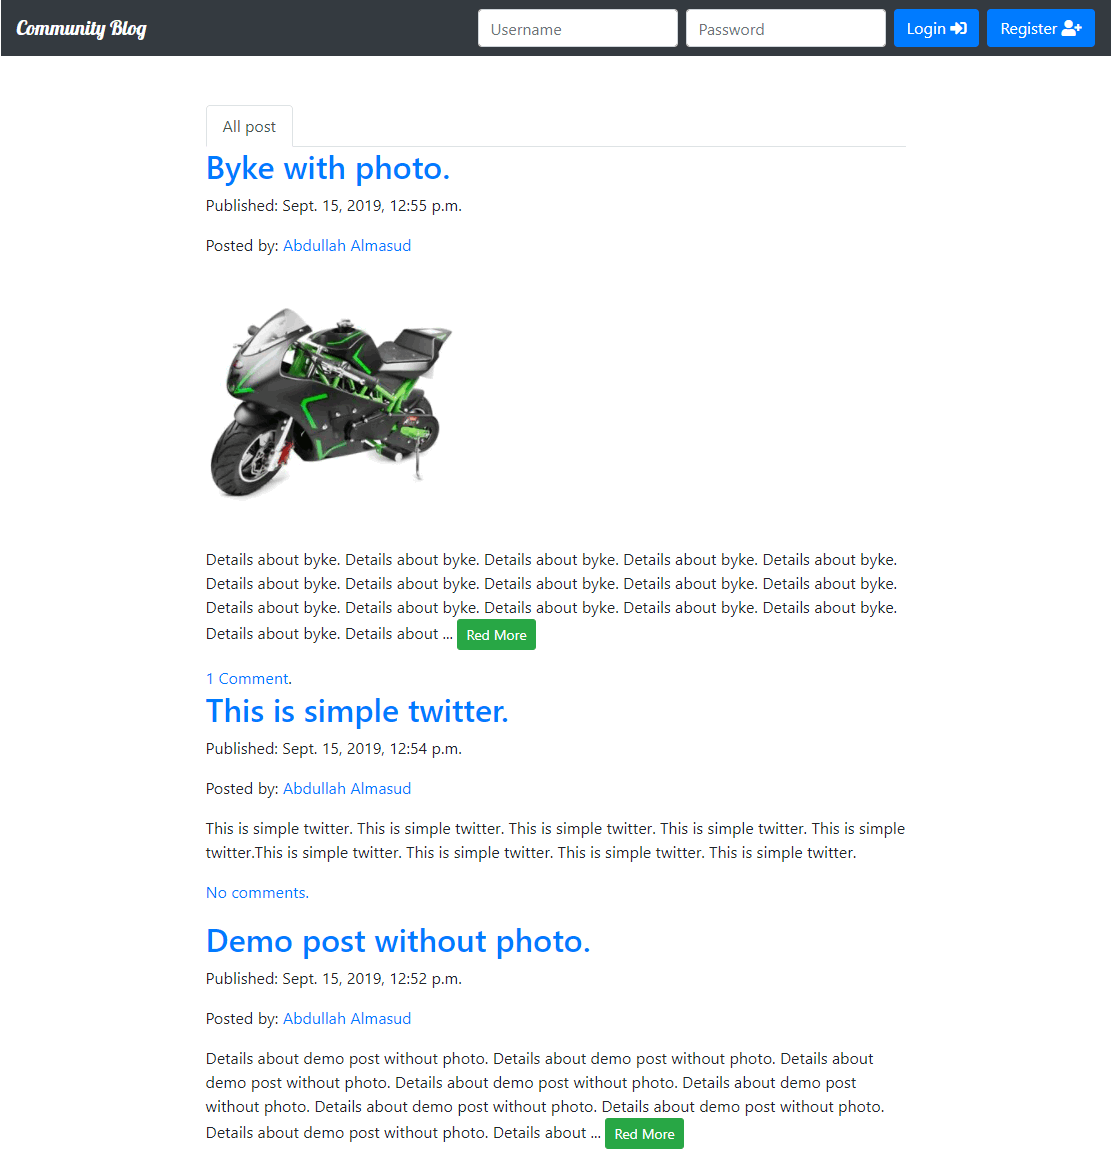 Community Blog
Username
Password
Login
Register
All post
Byke with photo.
Published: Sept. 15, 2019, 12:55 p.m.
Posted by: Abdullah Almasud
Details about byke. Details about byke. Details about byke. Details about byke. Details about byke.
Details about byke. Details about byke. Details about byke. Details about byke. Details about byke.
Details about byke. Details about byke. Details about byke. Details about byke. Details about byke.
Details about byke. Details about ... Red More
1 Comment.
This is simple twitter.
Published: Sept. 15, 2019, 12:54 p.m.
Posted by: Abdullah Almasud
This is simple twitter. This is simple twitter. This is simple twitter. This is simple twitter. This is simple
twitter.This is simple twitter. This is simple twitter. This is simple twitter. This is simple twitter.
No comments.
Demo post without photo.
Published: Sept. 15, 2019, 12:52 p.m.
Posted by: Abdullah Almasud
Details about demo post without photo. Details about demo post without photo. Details about
demo post without photo. Details about demo post without photo. Details about demo post
without photo. Details about demo post without photo. Details about demo post without photo.
Details about demo post without photo. Details about ... Red More